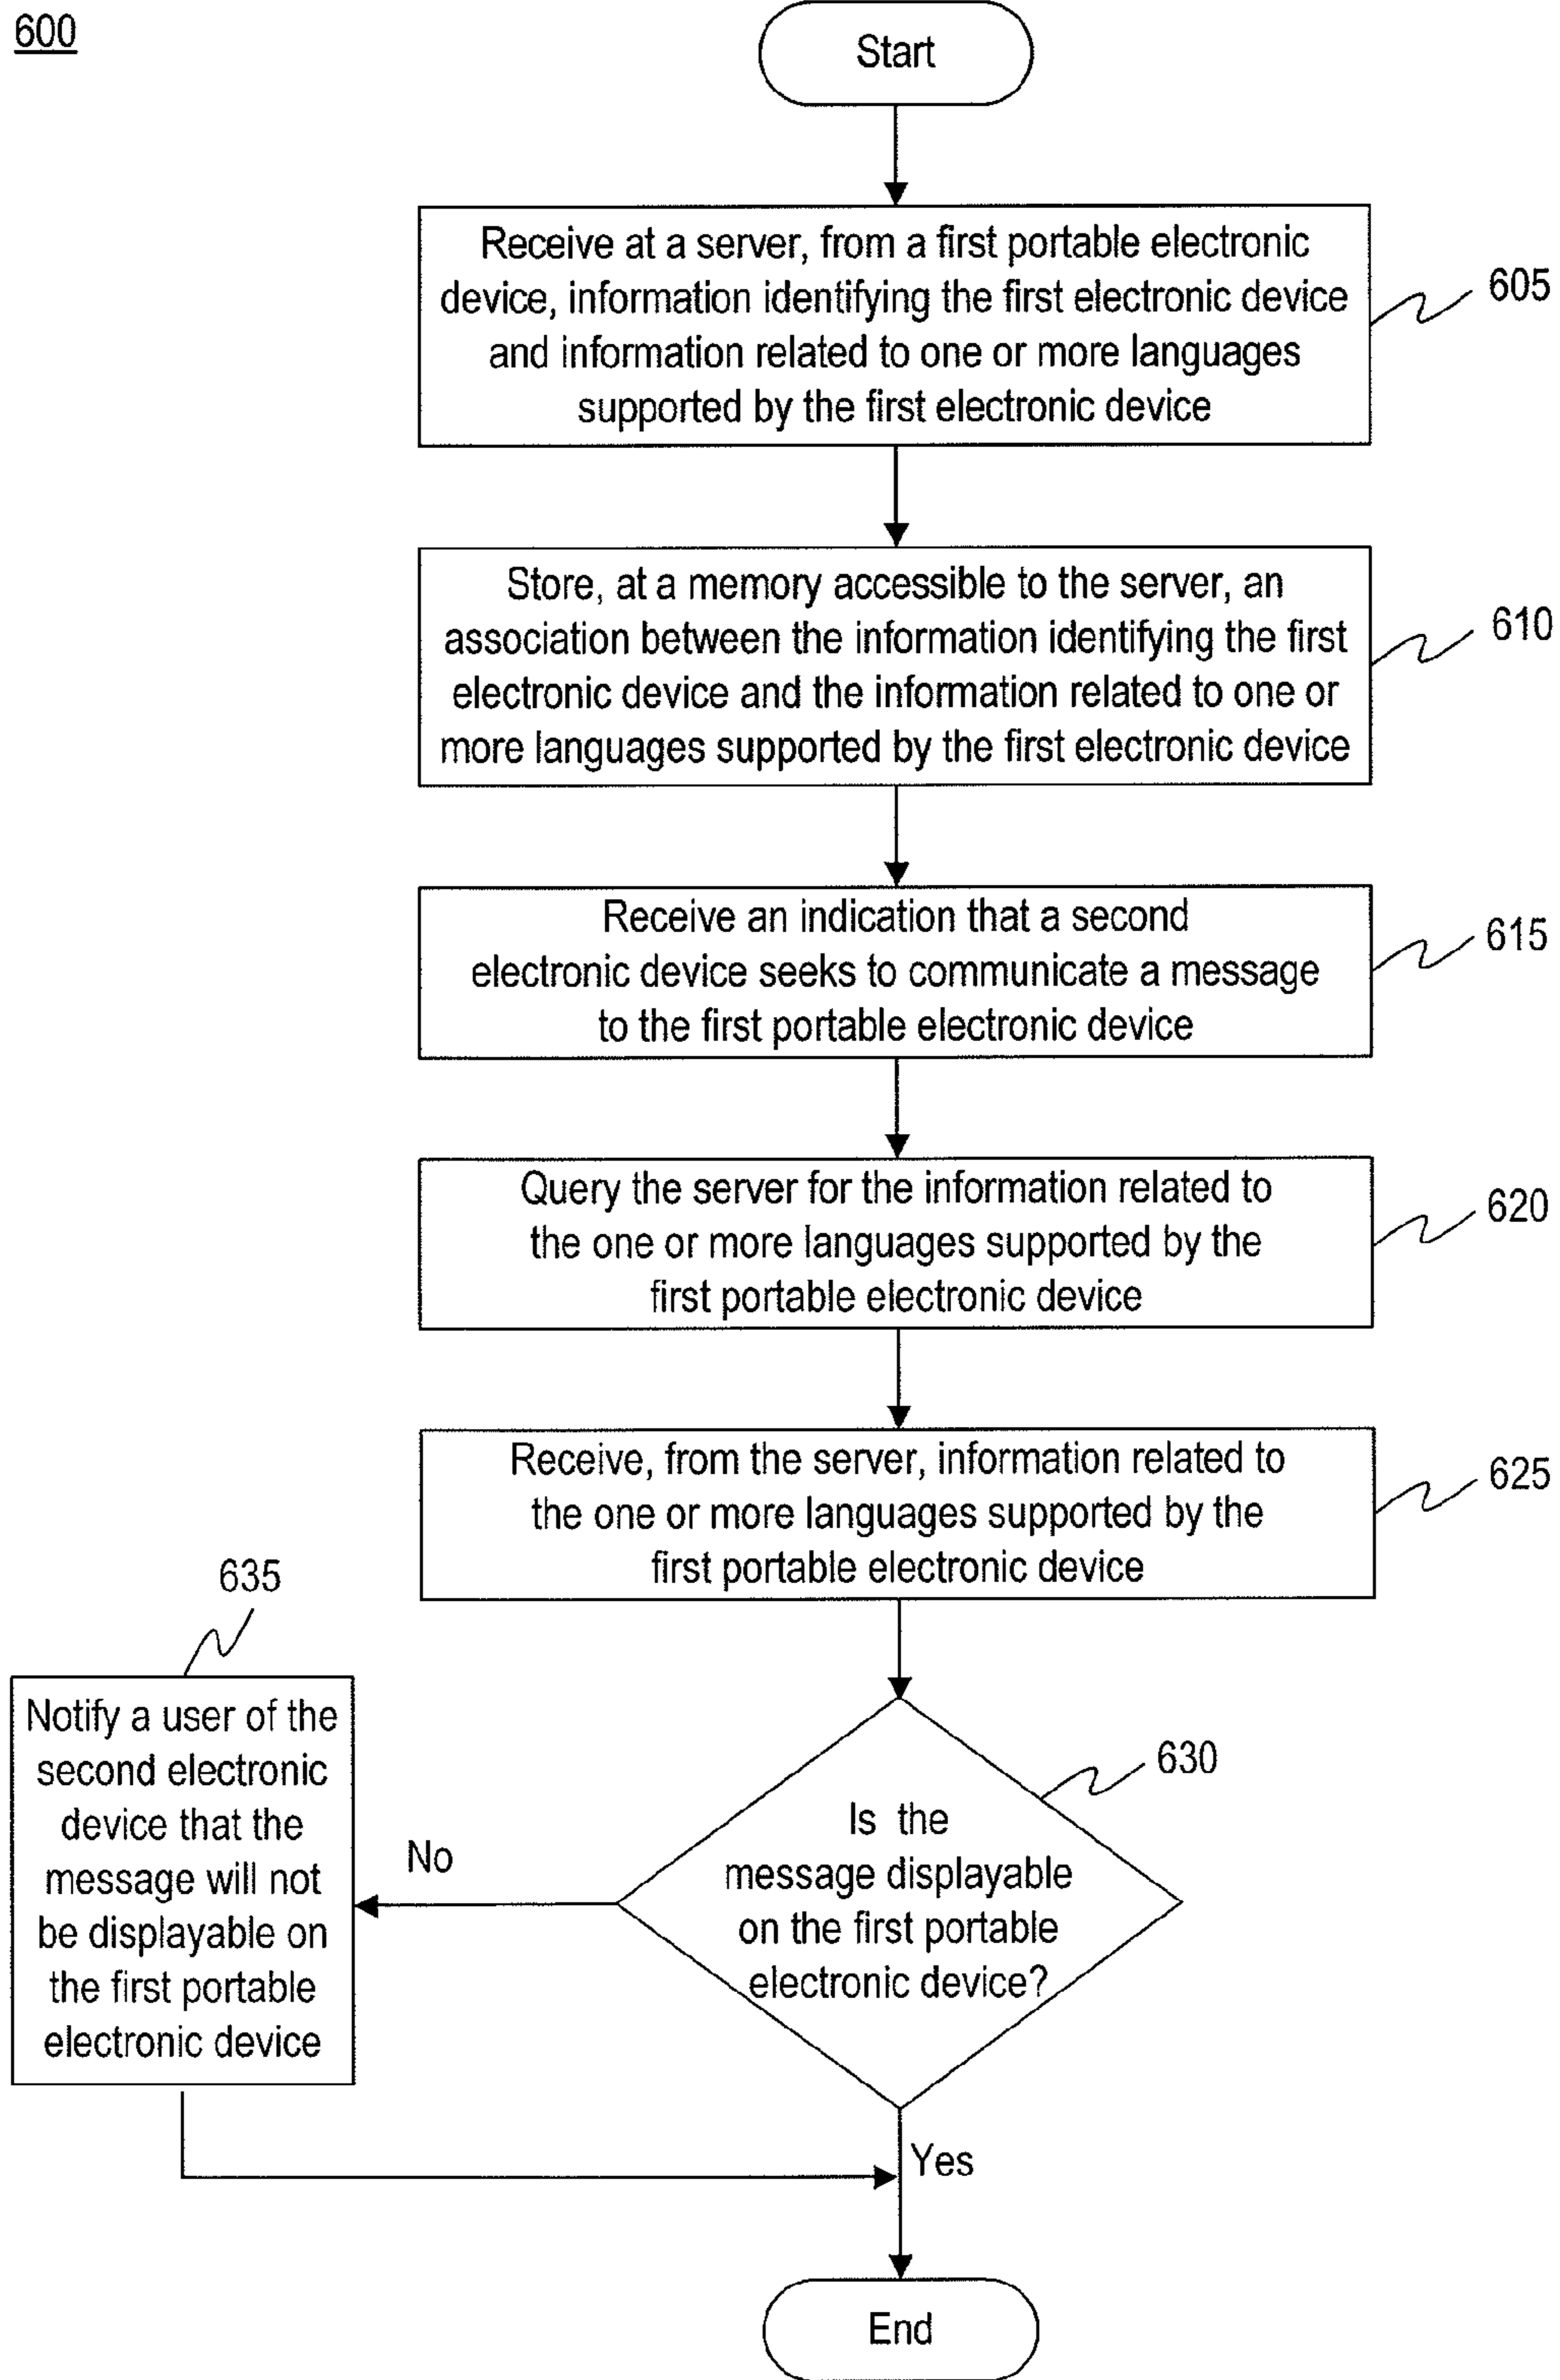 600
Start
Receive at a server, from a first portable electronic
device, information identifying the first electronic device
and information related to one or more languages
supported by the first electronic device
605
Store, at a memory accessible to the server, an
association between the information identifying the first
electronic device and the information related to one or
more languages supported by the first electronic device
610
Receive an indication that a second
electronic device seeks to communicate a message
to the first portable electronic device
615
Query the server for the information related to
the one or more languages supported by the
first portable electronic device
620
Receive, from the server, information related to
the one or more languages supported by the
first portable electronic device
625
635
Notify a user of the
second electronic
device that the
message will not
be displayable on
the first portable
electronic device
No
630
Is the
message displayable
on the first portable
electronic device?
Yes
End